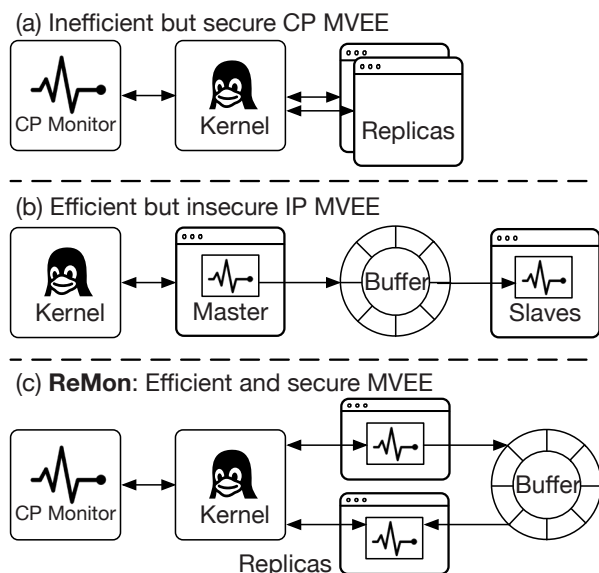 (a) Inefficient but secure CP MVEE
CP Monitor
Kernel
Replicas
(b) Efficient but insecure IP MVEE
Kernel
Master
Buffer
Slaves
(c) ReMon: Efficient and secure MVEE
CP Monitor
Kernel
Buffer
Replicas